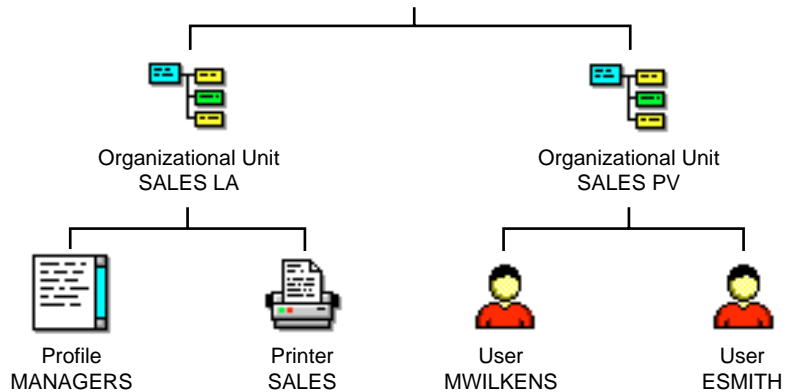 Organizational Unit
SALES LA
Organizational Unit
SALES PV
Profile
MANAGERS
Printer
SALES
User
MWILKENS
User
ESMITH